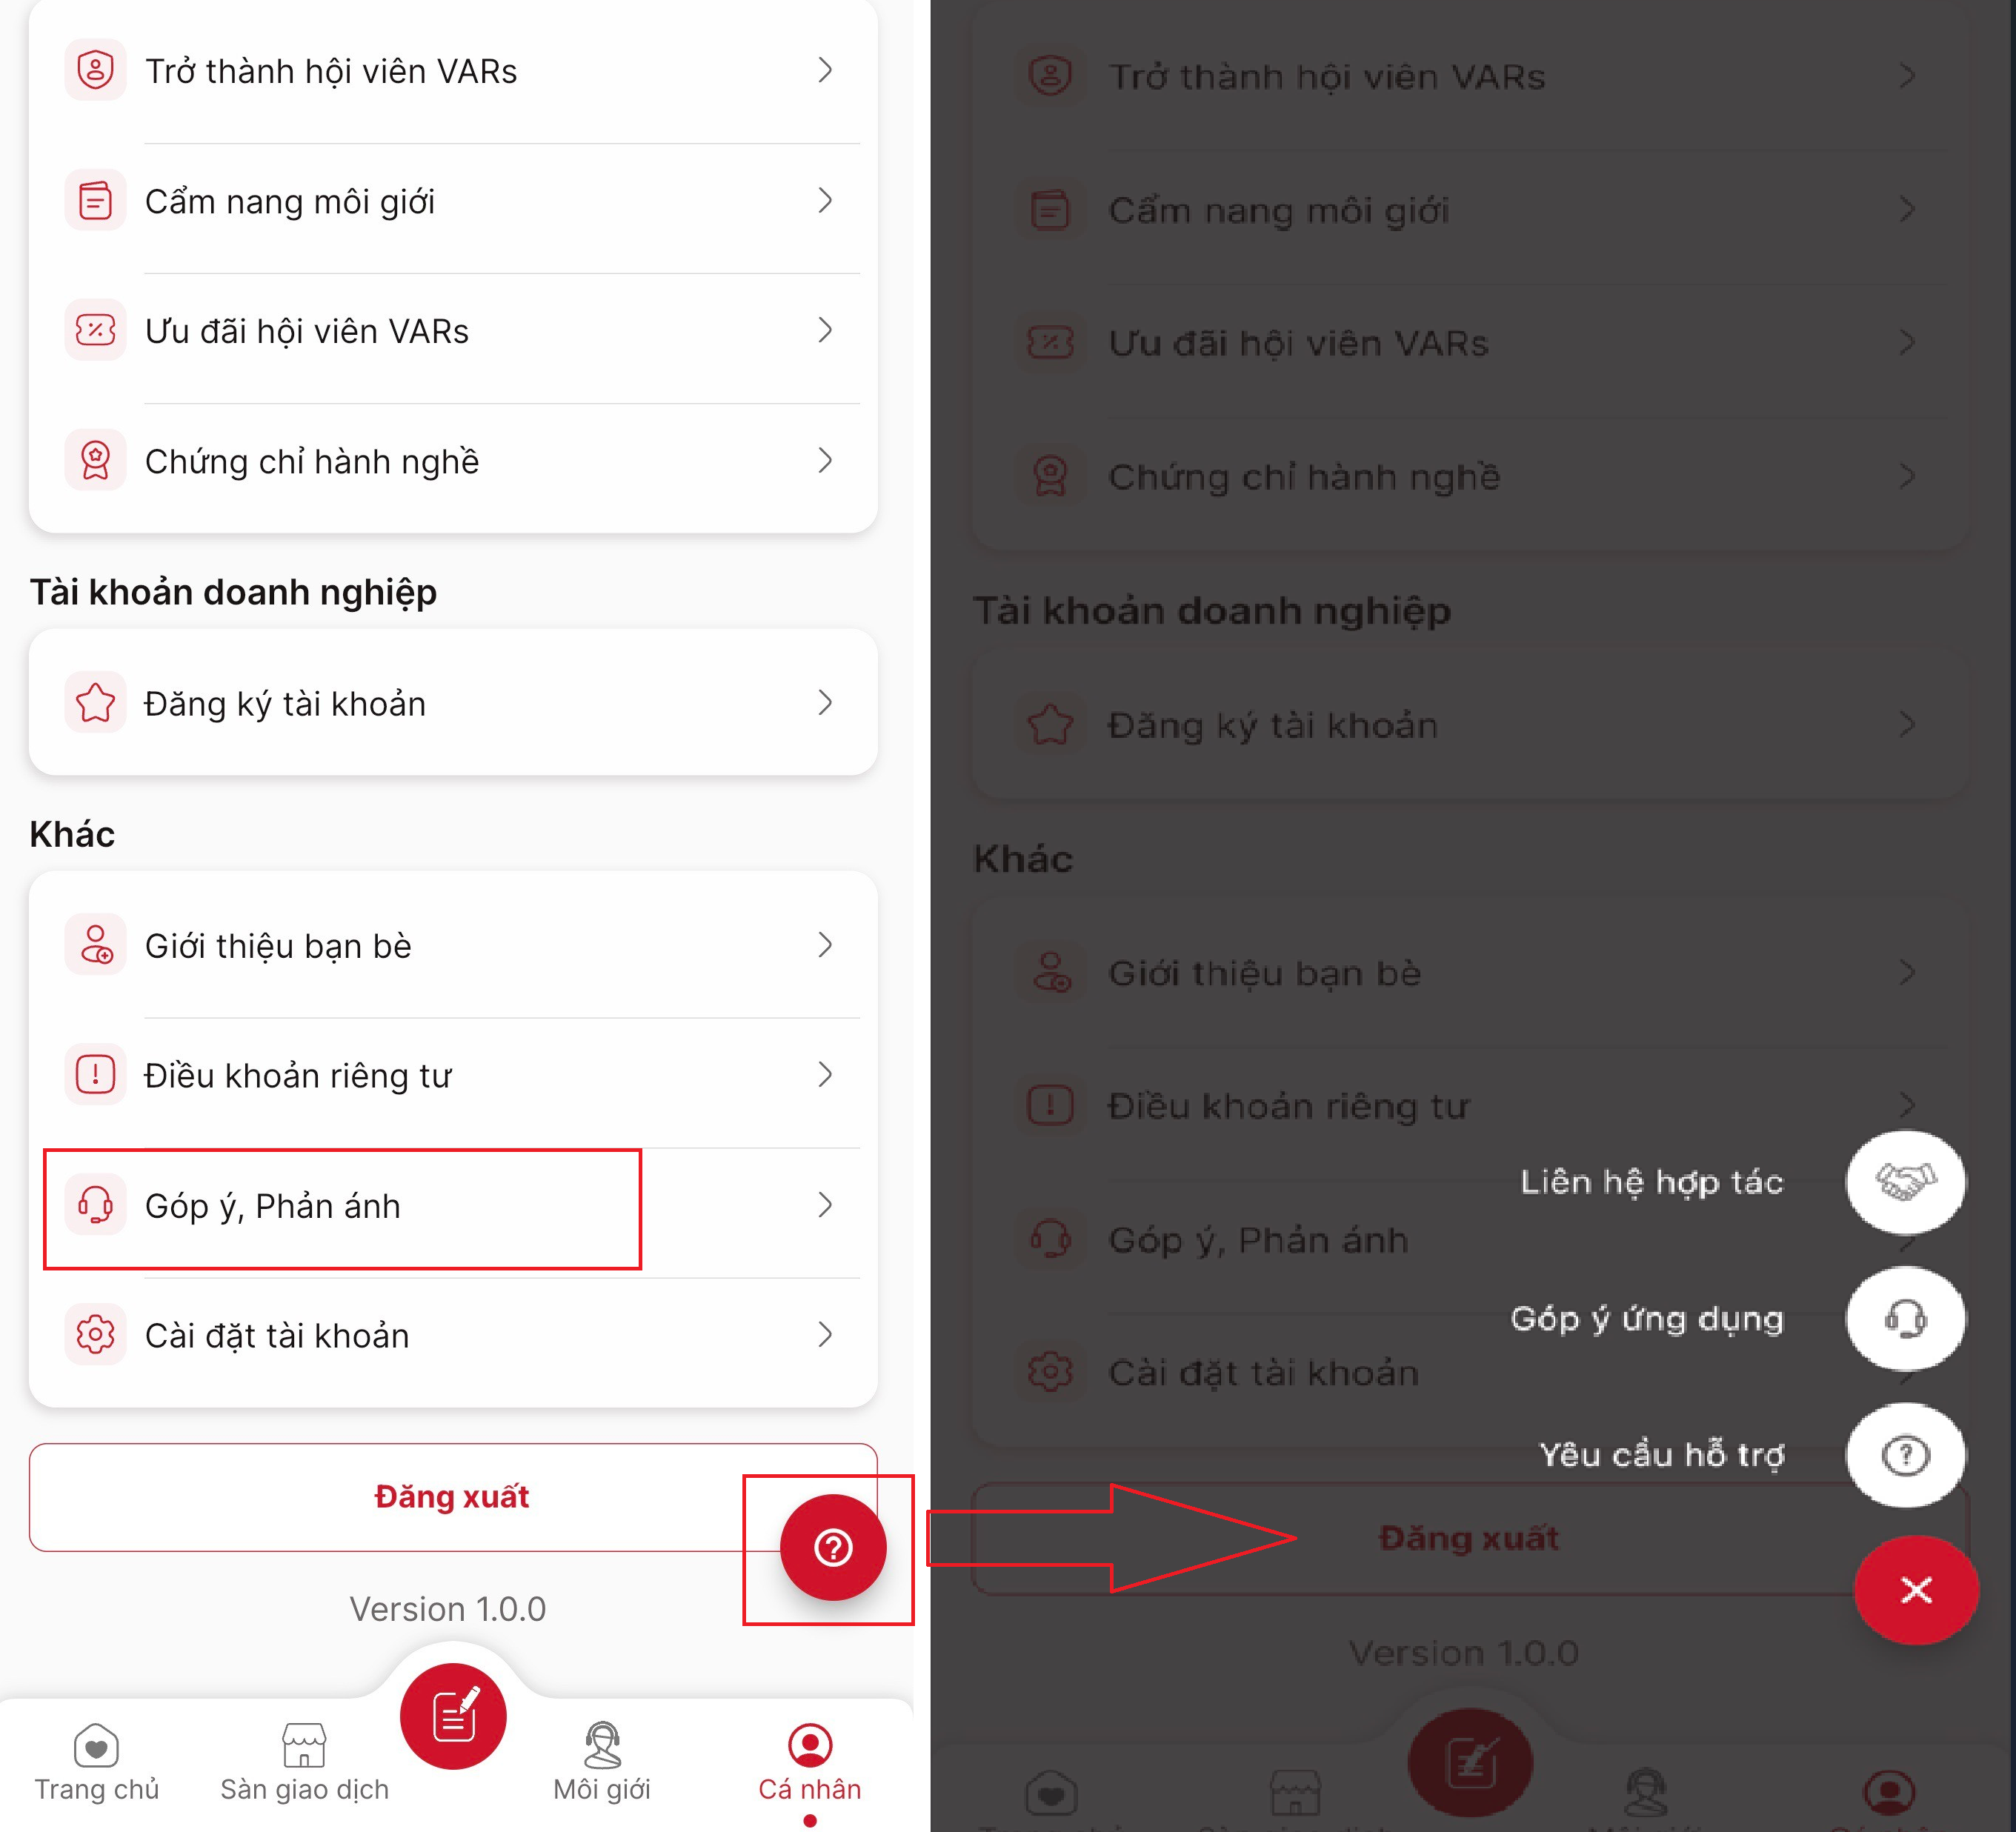 Trở thành hội viên VARs
Cẩm nang môi giới
Ưu đãi hội viên VARs
Chứng chỉ hành nghề
Tài khoản doanh nghiệp
Đăng ký tài khoản
Khác
Giới thiệu bạn bè
Điều khoản riêng tư
Góp ý, Phản ánh
Cài đặt tài khoản
Đăng xuất
Version 1.0.0
Trang chủ
Sàn giao dịch
Môi giới
Cá nhân
Trở thành hội viên VARs
Cẩm nang môi giới
Ưu đãi hội viên VARs
Chứng chỉ hành nghề
Tài khoản doanh nghiệp
Đăng ký tài khoản
Khác
Giới thiệu bạn bè
Điều khoản riêng tư
Liên hệ hợp tác
Góp ý, Phản ánh
Góp ý ứng dụng
Cài đặt tài khoản
Yêu cầu hỗ trợ
Đăng xuất
Version 1.0.0